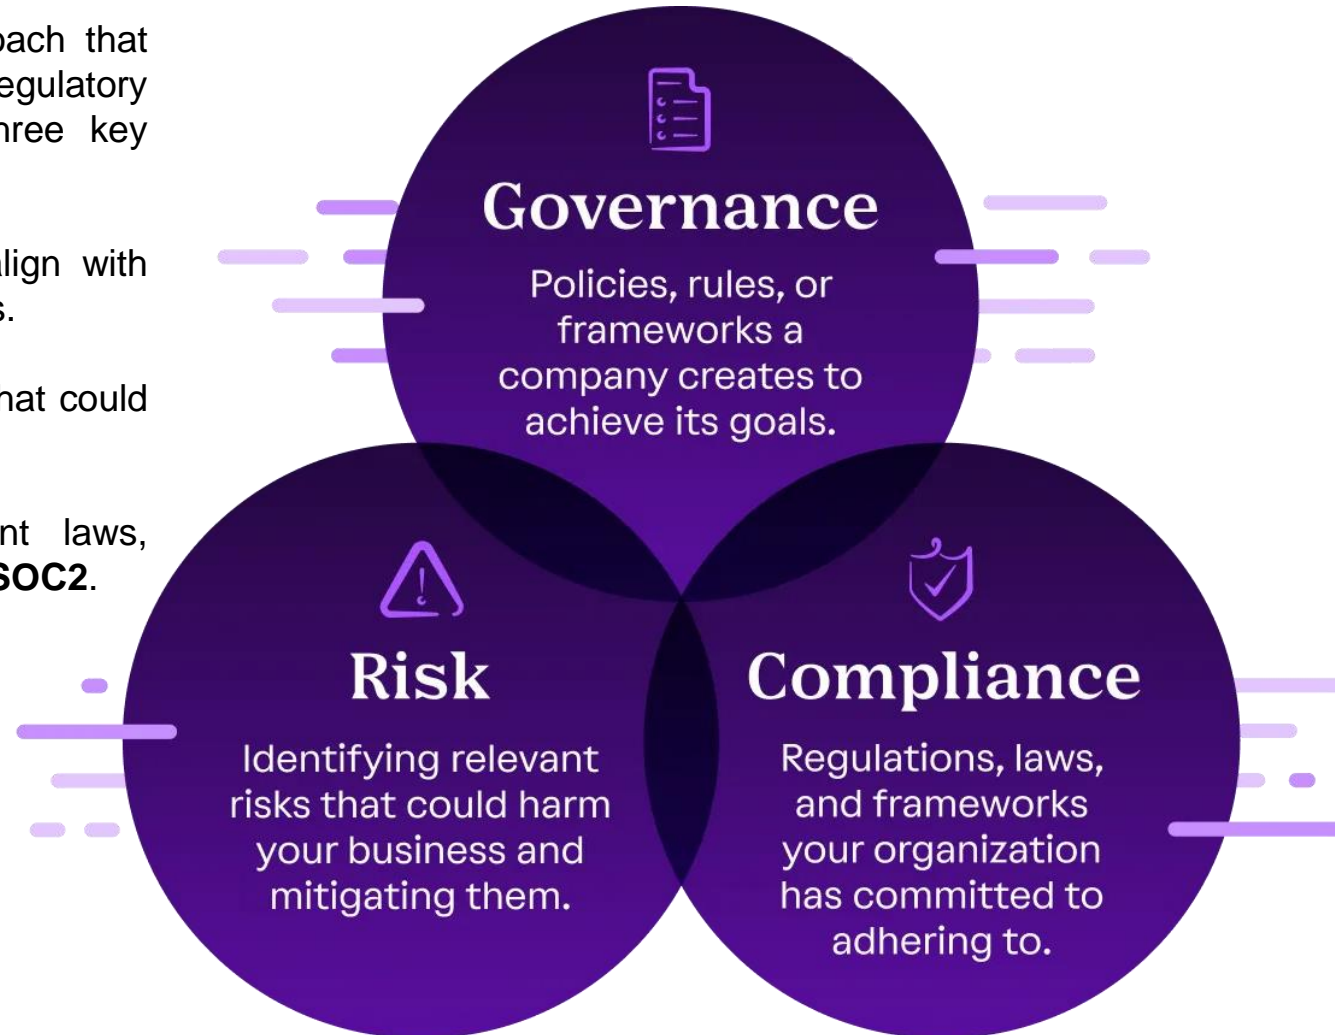 oach that
egulatory
hree key
align with
s.
hat could
nt laws,
SOC2.
Governance
Policies, rules, or
frameworks a
company creates to
achieve its goals.
Risk
Identifying relevant
risks that could harm
your business and
mitigating them.
Compliance
Regulations, laws,
and frameworks
your organization
has committed to
adhering to.